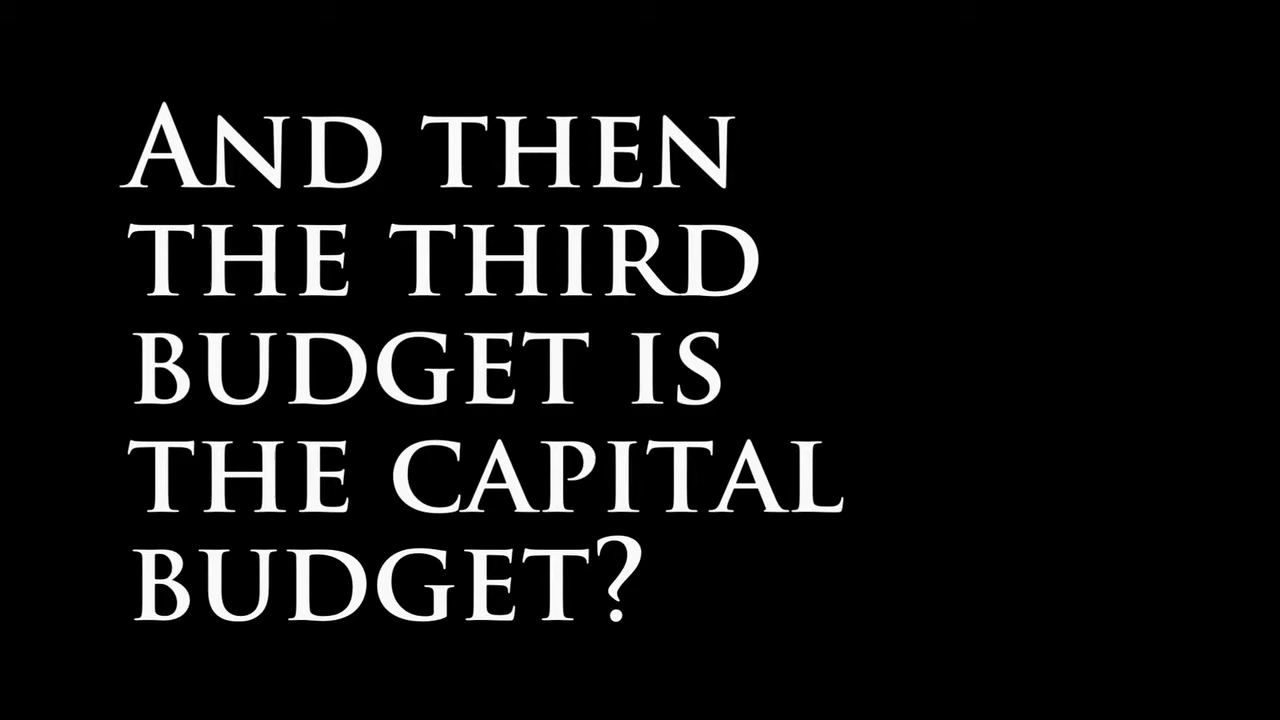 And then
the third
budget is
the capital
budget?